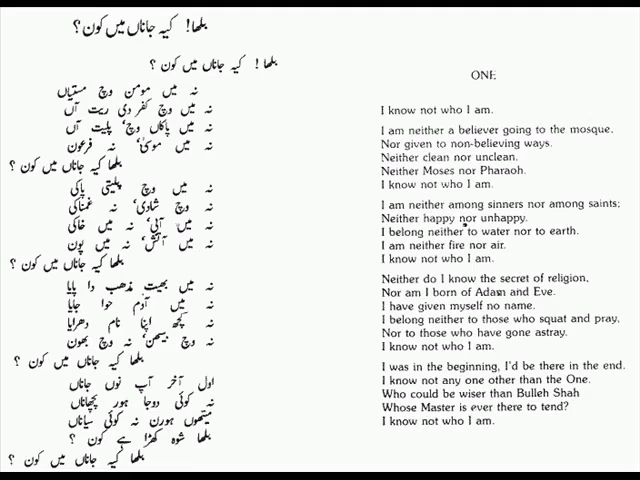 بلھا! کیہ جاناں میں کون ؟
بلھا! کیہ جاناں میں کون ؟
نہ میں مومن وچ مسیتاں
نہ میں وچ کفر دی ریت آں
نہ میں پاکاں وچ، پلیت آں
نہ میں موسیٰ، نہ فرعون
بلھا کیہ جاناں میں کون ؟
نہ میں وچ پلیتی پاکی
نہ وچ شادی، نہ غمناکی
نہ میں آبی، نہ میں خاکی
نہ میں آتش، نہ میں پون
بلھا کیہ جاناں میں کون ؟
نہ میں بھیت مذھب دا پایا
نہ میں آدم حوا جایا
نہ کچھ اپنا نام دھرایا
نہ وچ بیسھن، نہ وچ بھون
بلھا کیہ جاناں میں کون ؟
اول آخر آپ نوں جاناں
نہ کوئی دوجا ہور پچھاناں
میتھوں ہور نہ کوئی سیاناں
بلھا شوہ کھڑا ہے کون ؟
بلھا کیہ جاناں میں کون ؟
ONE
I know not who I am.
I am neither a believer going to the mosque,
Nor given to non-believing ways.
Neither clean nor unclean.
Neither Moses nor Pharaoh.
I know not who I am.
I am neither among sinners nor among saints;
Neither happy nor unhappy.
I belong neither to water nor to earth.
I am neither fire nor air.
I know not who I am.
Neither do I know the secret of religion,
Nor am I born of Adam and Eve.
I have given myself no name.
I belong neither to those who squat and pray,
Nor to those who have gone astray.
I know not who I am.
I was in the beginning, I'd be there in the end.
I know not any one other than the One.
Who could be wiser than Bulleh Shah
Whose Master is ever there to tend?
I know not who I am.